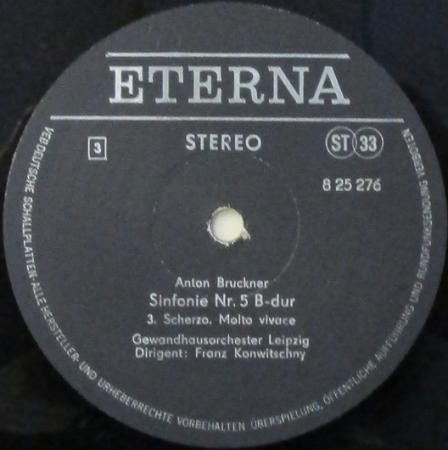 ETERNA
3
STEREO
ST 33
8 25 276
Anton Bruckner
Sinfonie Nr. 5 B-dur
3. Scherzo. Molto vivace
Gewandhausorchester Leipzig
Dirigent: Franz Konwitschny
VEB DEUTSCHE SCHALLPLATTEN-ALLE HERSTELLER- UND URHEBERRECHTE VORBEHALTEN ÜBERSPIELUNG, ÖFFENTLICHE AUFFÜHRUNG UND RUNDFUNKSENDUNG VERBOTEN